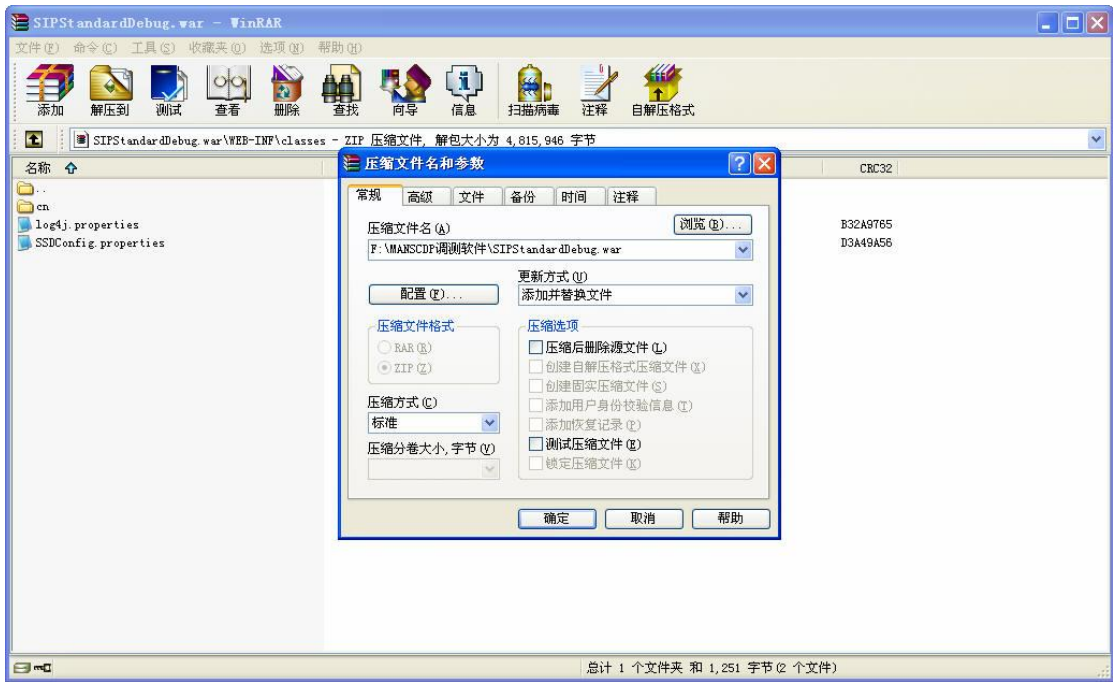 SIPStandardDebug.war - WinRAR
文件(F) 命令(C) 工具(S) 收藏夹(O) 选项(N) 帮助(H)
添加 解压到 测试 查看 删除 查找 向导 信息 扫描病毒 注释 自解压格式
SIPStandardDebug.war\WEB-INF\classes - ZIP 压缩文件, 解包大小为 4,815,946 字节
名称 CRC32
..
cn
log4j.properties B32A9765
SSDConfig.properties D3A49A56
压缩文件名和参数
常规 高级 文件 备份 时间 注释
压缩文件名(A) 浏览(B)...
F:\MANSCDP调测软件\SIPStandardDebug.war
更新方式(U)
配置(F)... 添加并替换文件
压缩文件格式
RAR(R)
ZIP(Z)
压缩选项
压缩后删除源文件(L)
创建自解压格式压缩文件(X)
创建固实压缩文件(S)
添加用户身份校验信息(I)
添加恢复记录(P)
测试压缩文件(E)
锁定压缩文件(K)
压缩方式(C)
标准
压缩分卷大小,字节(V)
确定 取消 帮助
总计 1 个文件夹 和 1,251 字节(2 个文件)